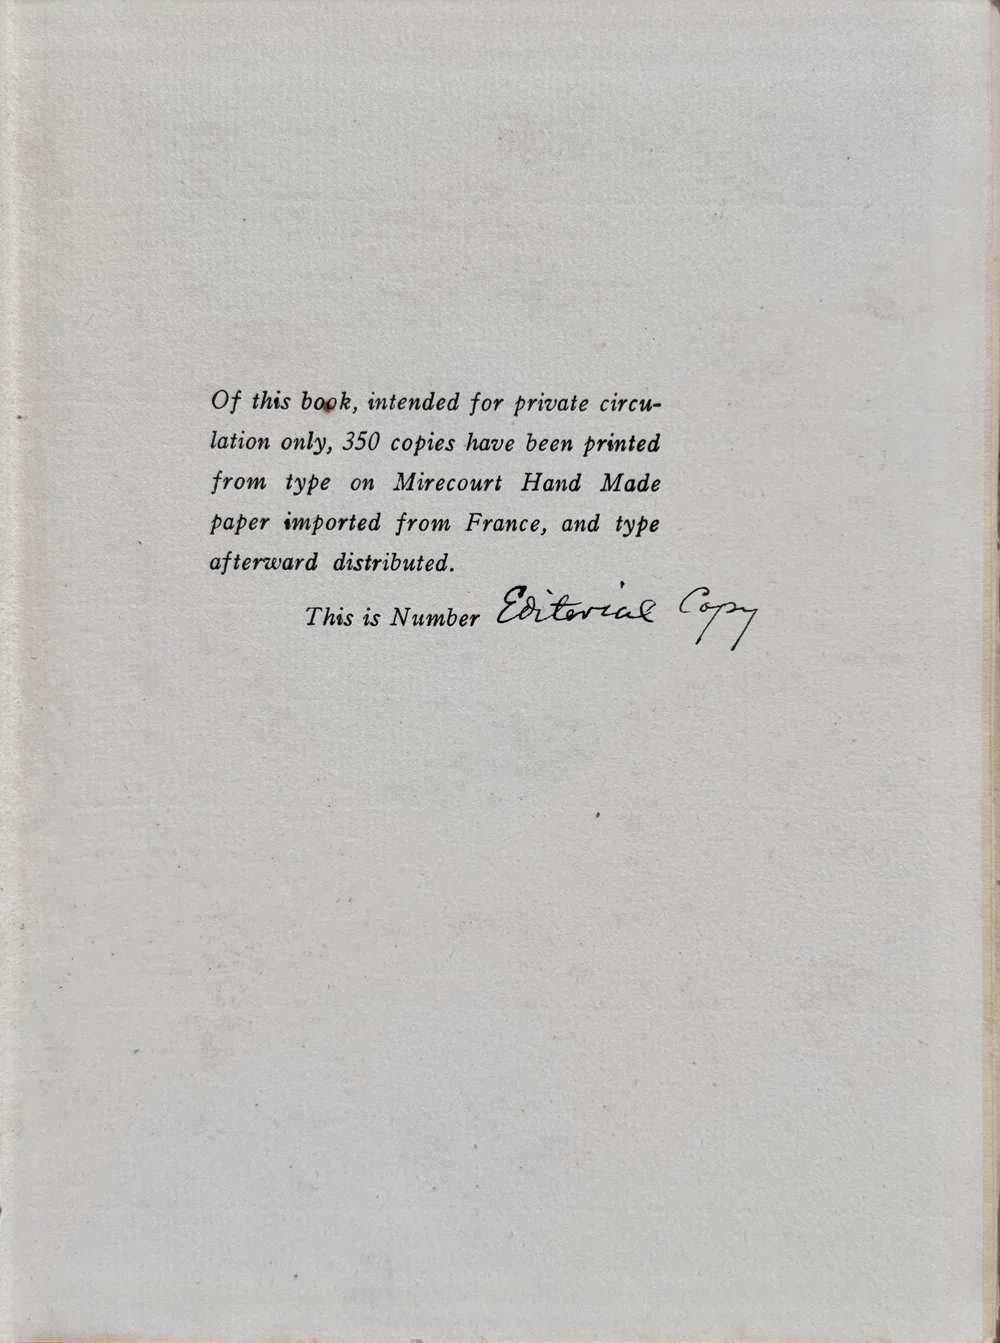 Of this book, intended for private circu-
lation only, 350 copies have been printed
from type on Mirecourt Hand Made
paper imported from France, and type
afterward distributed.
This is Number Editorial Copy